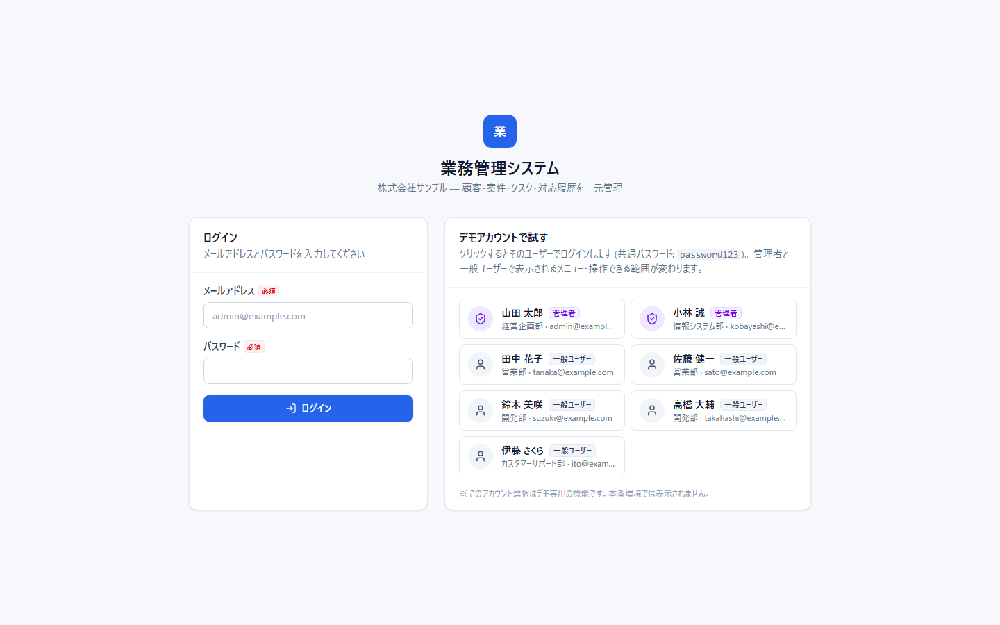 業
業務管理システム
株式会社サンプル — 顧客・案件・タスク・対応履歴を一元管理
ログイン
メールアドレスとパスワードを入力してください
メールアドレス 必須
admin@example.com
パスワード 必須
ログイン
デモアカウントで試す
クリックするとそのユーザーでログインします (共通パスワード: password123)。管理者と
一般ユーザーで表示されるメニュー・操作できる範囲が変わります。
山田 太郎 管理者
経営企画部 · admin@exampl...
小林 誠 管理者
情報システム部 · kobayashi@e...
田中 花子 一般ユーザー
営業部 · tanaka@example.com
佐藤 健一 一般ユーザー
営業部 · sato@example.com
鈴木 美咲 一般ユーザー
開発部 · suzuki@example.com
高橋 大輔 一般ユーザー
開発部 · takahashi@example....
伊藤 さくら 一般ユーザー
カスタマーサポート部 · ito@exam...
※ このアカウント選択はデモ専用の機能です。本番環境では表示されません。